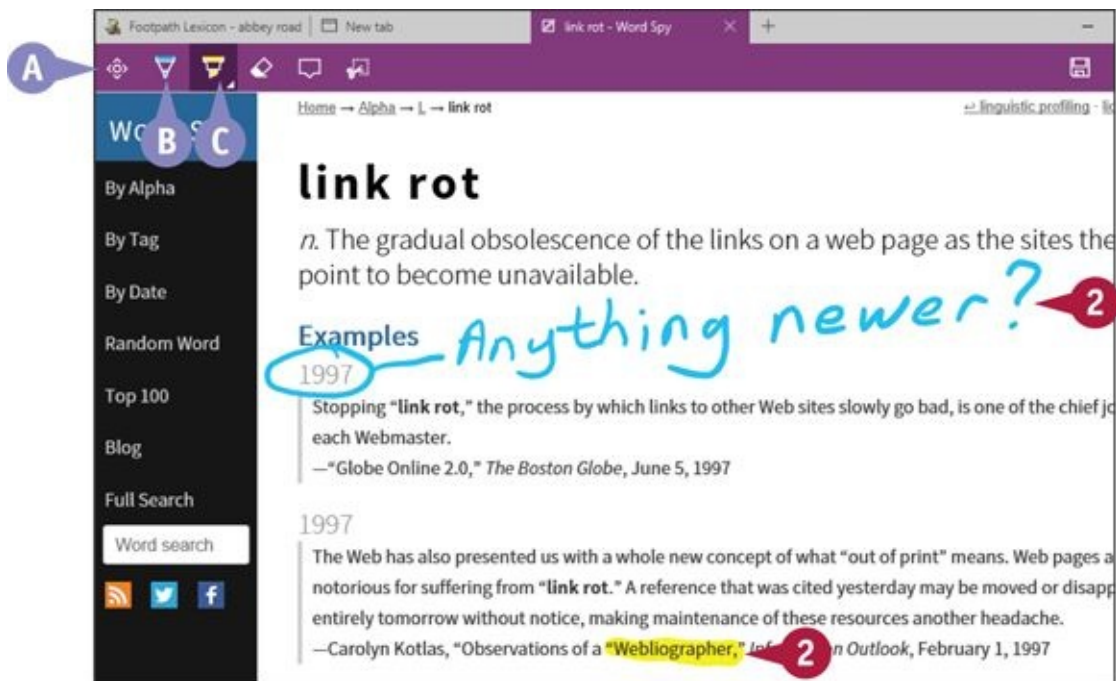 Footpath Lexicon - abbey road New tab link rot - Word Spy
A
B C
Home → Alpha → L → link rot ↩ linguistic profiling -
link rot
By Alpha
n. The gradual obsolescence of the links on a web page as the sites the
By Tag
point to become unavailable.
By Date
Anything newer? 2
Random Word
Examples
1997
Top 100
Stopping “link rot,” the process by which links to other Web sites slowly go bad, is one of the chief
each Webmaster.
Blog
—“Globe Online 2.0,” The Boston Globe, June 5, 1997
Full Search
1997
Word search
The Web has also presented us with a whole new concept of what “out of print” means. Web pages a
notorious for suffering from “link rot.” A reference that was cited yesterday may be moved or disapp
entirely tomorrow without notice, making maintenance of these resources another headache.
—Carolyn Kotlas, “Observations of a “Webliographer,” 2 Outlook, February 1, 1997